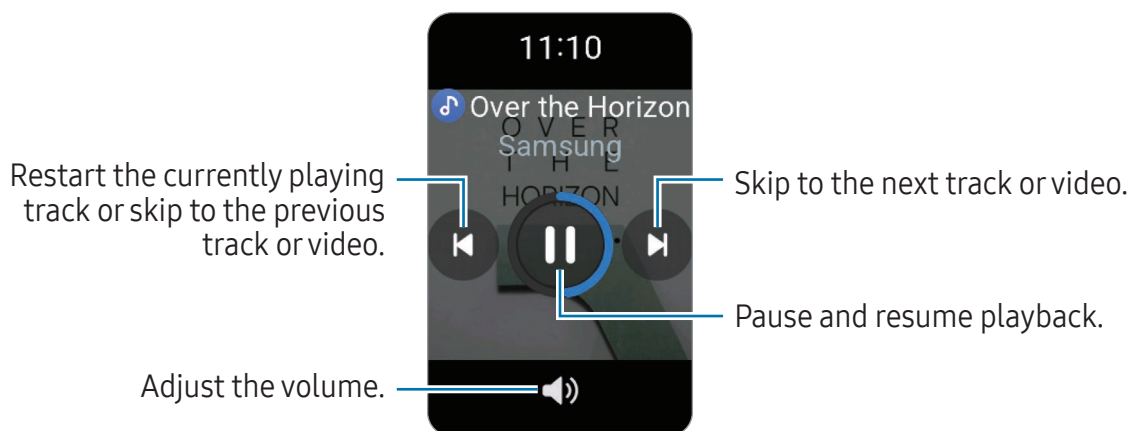 11:10
Over the Horizon
Samsung
O V E R
T H E
HORIZON
Restart the currently playing
track or skip to the previous
track or video.
Skip to the next track or video.
Pause and resume playback.
Adjust the volume.